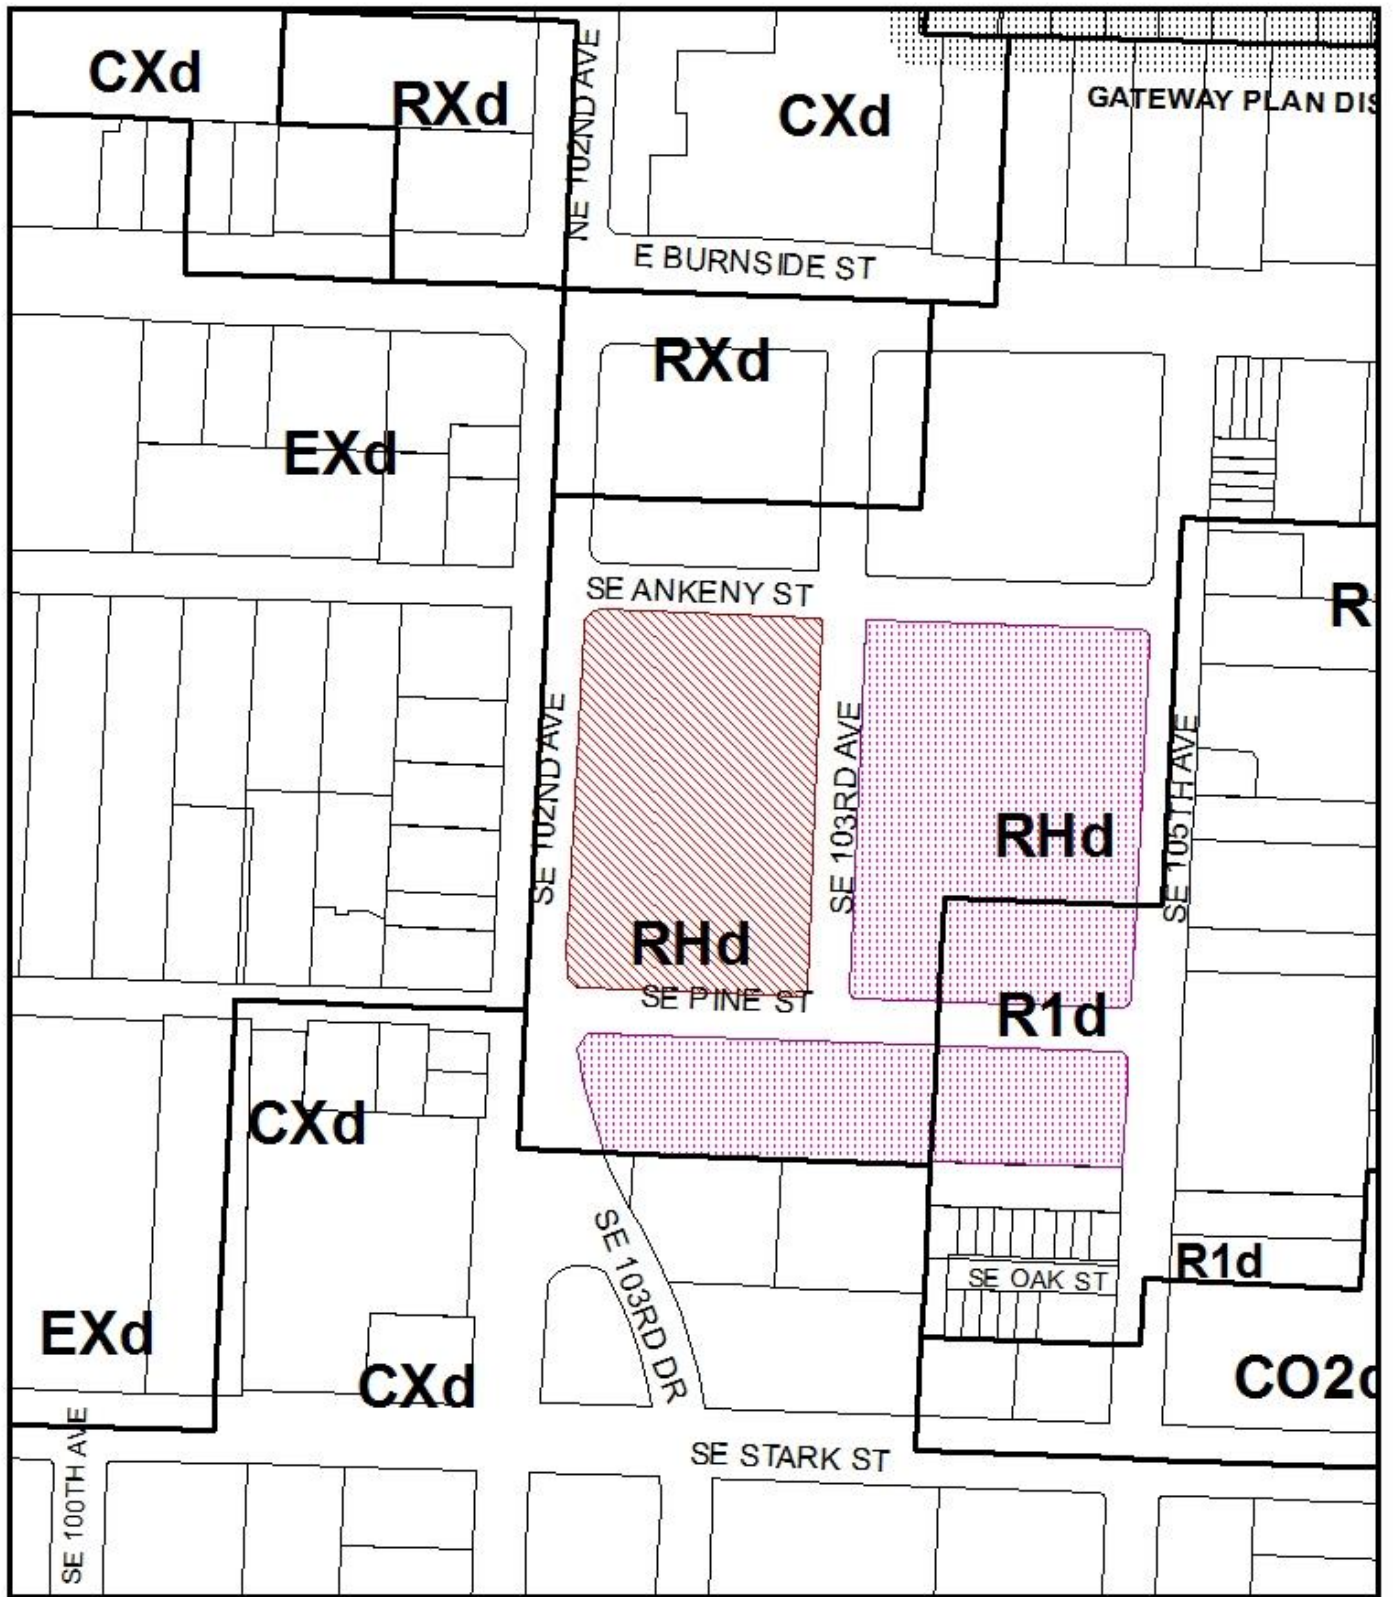 CXd
RXd
NE 102ND AVE
CXd
GATEWAY PLAN DIS
E BURNSIDE ST
RXd
EXd
SE ANKENY ST
R
SE 102ND AVE
SE 103RD AVE
SE 105TH AVE
RHd
RHd
SE PINE ST
R1d
CXd
SE 103RD DR
R1d
SE OAK ST
EXd
CXd
CO2d
SE 100TH AVE
SE STARK ST